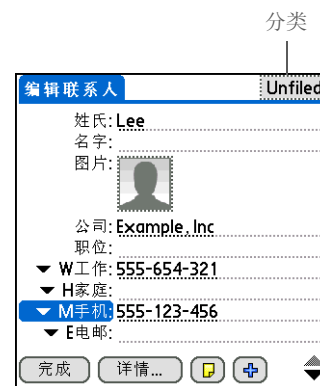 分类
编辑联系人 Unfiled
姓氏: Lee
名字:
图片:
公司: Example, Inc
职位:
W工作: 555-654-321
H家庭:
M手机: 555-123-456
E电邮:
完成 详情...